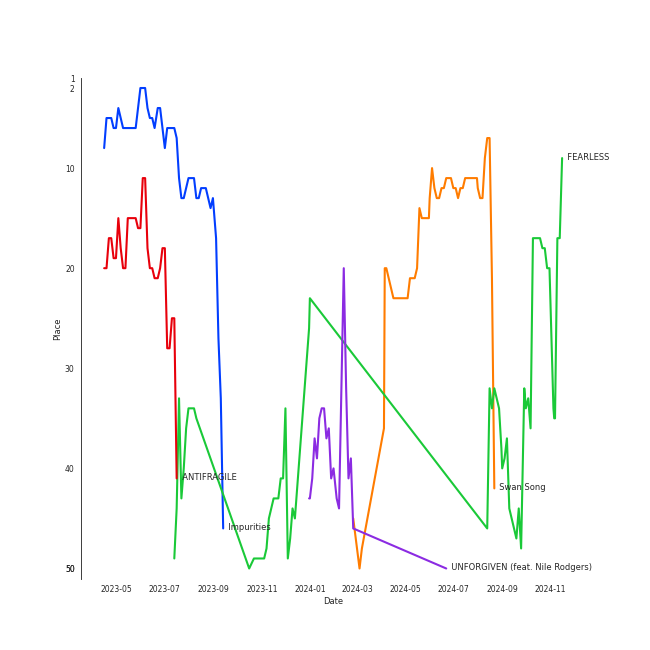 1
2
10
FEARLESS
20
30
Place
40
ANTIFRAGILE
Swan Song
Impurities
50
UNFORGIVEN (feat. Nile Rodgers)
2023-05 2023-07 2023-09 2023-11 2024-01 2024-03 2024-05 2024-07 2024-09 2024-11
Date